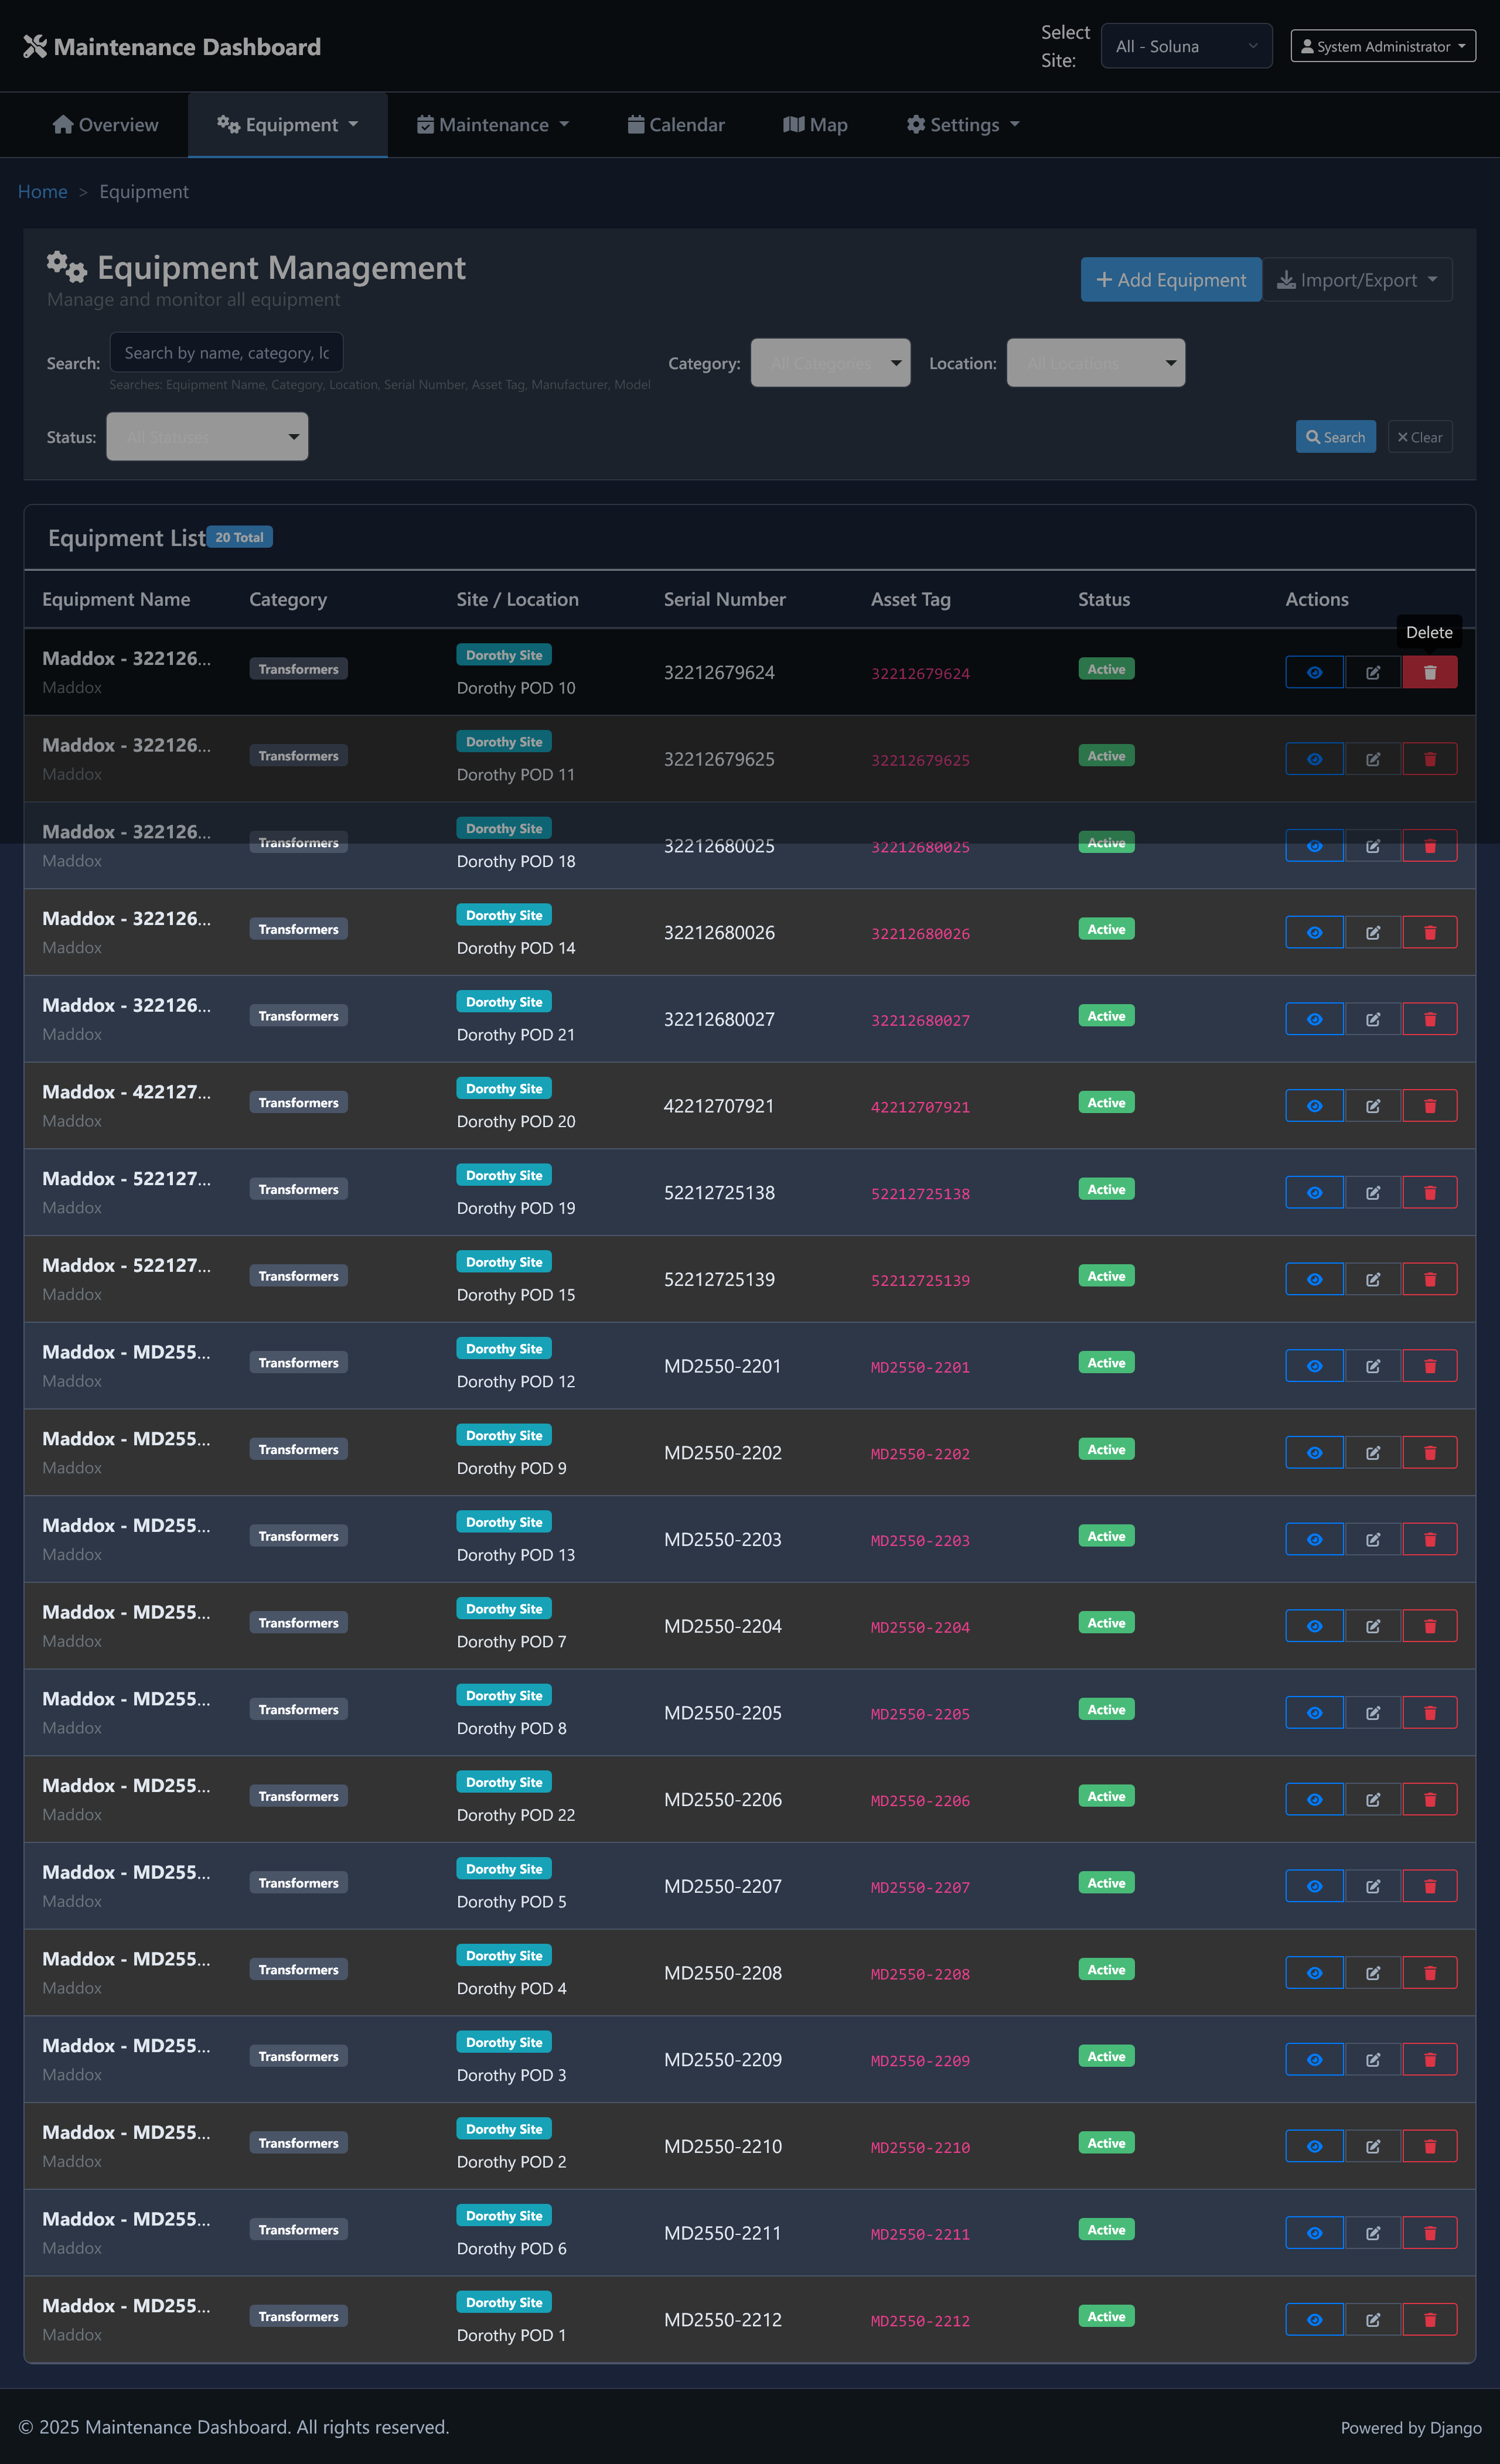 Maintenance Dashboard
Select Site:
All - Soluna
System Administrator
Overview
Equipment
Maintenance
Calendar
Map
Settings
Home > Equipment
Equipment Management
Manage and monitor all equipment
Add Equipment
Import/Export
Search:
Search by name, category, lc
Searches: Equipment Name, Category, Location, Serial Number, Asset Tag, Manufacturer, Model
Category:
All Categories
Location:
All Locations
Status:
All Statuses
Search
Clear
Equipment List 20 Total
Equipment Name Category Site / Location Serial Number Asset Tag Status Actions
Delete
Maddox - 322126... Transformers Dorothy Site 32212679624 32212679624 Active
Maddox Dorothy POD 10
Maddox - 322126... Transformers Dorothy Site 32212679625 32212679625 Active
Maddox Dorothy POD 11
Maddox - 322126... Transformers Dorothy Site 32212680025 32212680025 Active
Maddox Dorothy POD 18
Maddox - 322126... Transformers Dorothy Site 32212680026 32212680026 Active
Maddox Dorothy POD 14
Maddox - 322126... Transformers Dorothy Site 32212680027 32212680027 Active
Maddox Dorothy POD 21
Maddox - 422127... Transformers Dorothy Site 42212707921 42212707921 Active
Maddox Dorothy POD 20
Maddox - 522127... Transformers Dorothy Site 52212725138 52212725138 Active
Maddox Dorothy POD 19
Maddox - 522127... Transformers Dorothy Site 52212725139 52212725139 Active
Maddox Dorothy POD 15
Maddox - MD255... Transformers Dorothy Site MD2550-2201 MD2550-2201 Active
Maddox Dorothy POD 12
Maddox - MD255... Transformers Dorothy Site MD2550-2202 MD2550-2202 Active
Maddox Dorothy POD 9
Maddox - MD255... Transformers Dorothy Site MD2550-2203 MD2550-2203 Active
Maddox Dorothy POD 13
Maddox - MD255... Transformers Dorothy Site MD2550-2204 MD2550-2204 Active
Maddox Dorothy POD 7
Maddox - MD255... Transformers Dorothy Site MD2550-2205 MD2550-2205 Active
Maddox Dorothy POD 8
Maddox - MD255... Transformers Dorothy Site MD2550-2206 MD2550-2206 Active
Maddox Dorothy POD 22
Maddox - MD255... Transformers Dorothy Site MD2550-2207 MD2550-2207 Active
Maddox Dorothy POD 5
Maddox - MD255... Transformers Dorothy Site MD2550-2208 MD2550-2208 Active
Maddox Dorothy POD 4
Maddox - MD255... Transformers Dorothy Site MD2550-2209 MD2550-2209 Active
Maddox Dorothy POD 3
Maddox - MD255... Transformers Dorothy Site MD2550-2210 MD2550-2210 Active
Maddox Dorothy POD 2
Maddox - MD255... Transformers Dorothy Site MD2550-2211 MD2550-2211 Active
Maddox Dorothy POD 6
Maddox - MD255... Transformers Dorothy Site MD2550-2212 MD2550-2212 Active
Maddox Dorothy POD 1
© 2025 Maintenance Dashboard. All rights reserved.
Powered by Django